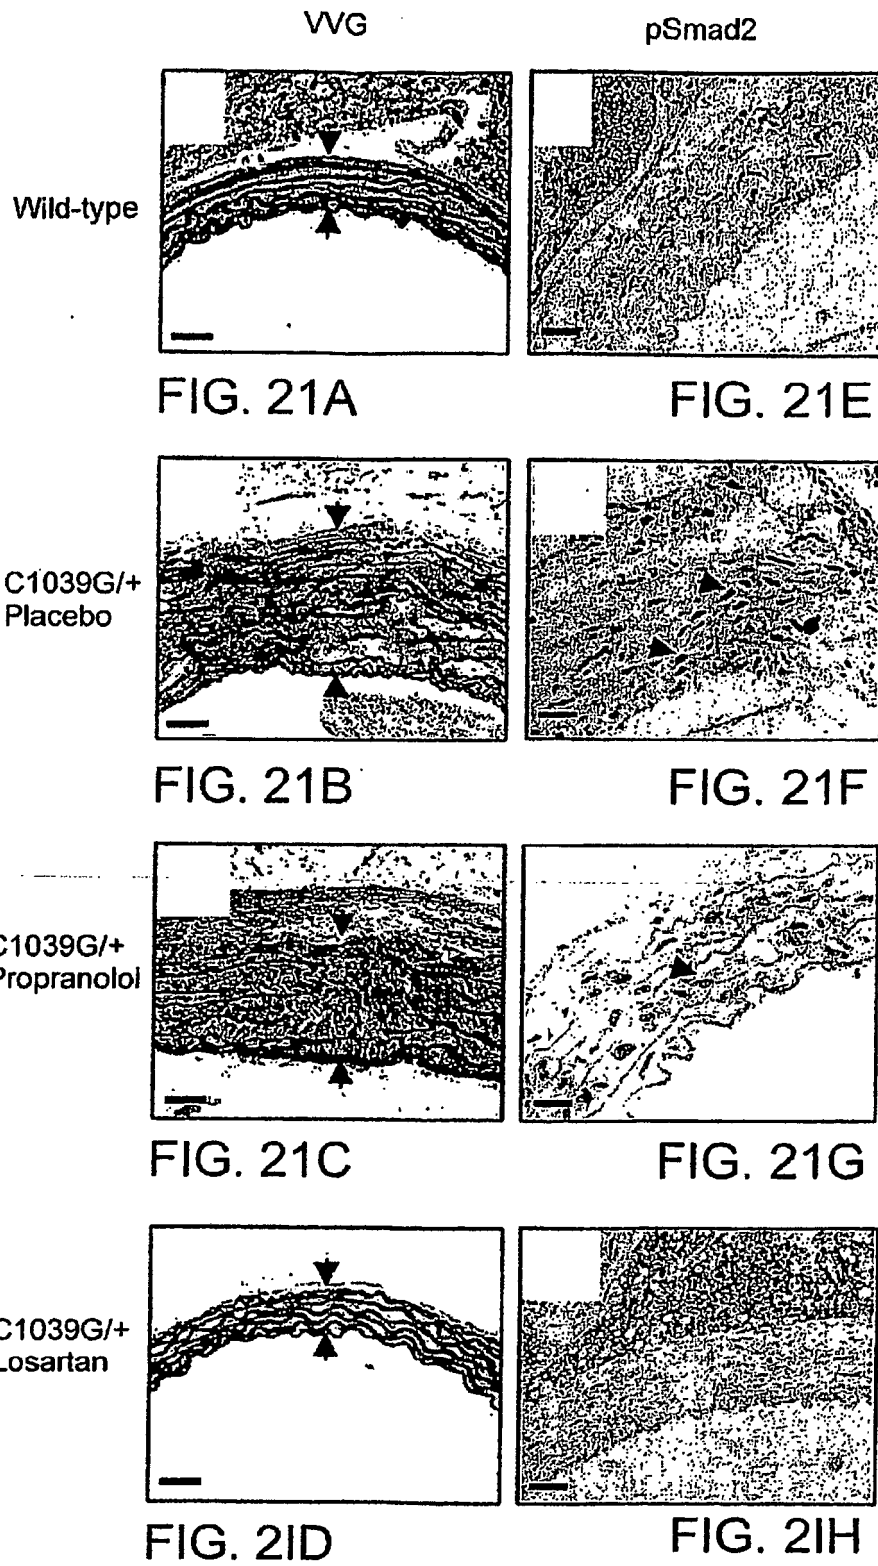 VVG pSmad2
Wild-type
FIG. 21A FIG. 21E
C1039G/+
Placebo
FIG. 21B FIG. 21F
C1039G/+
Propranolol
FIG. 21C FIG. 21G
C1039G/+
Losartan
FIG. 2ID FIG. 2IH